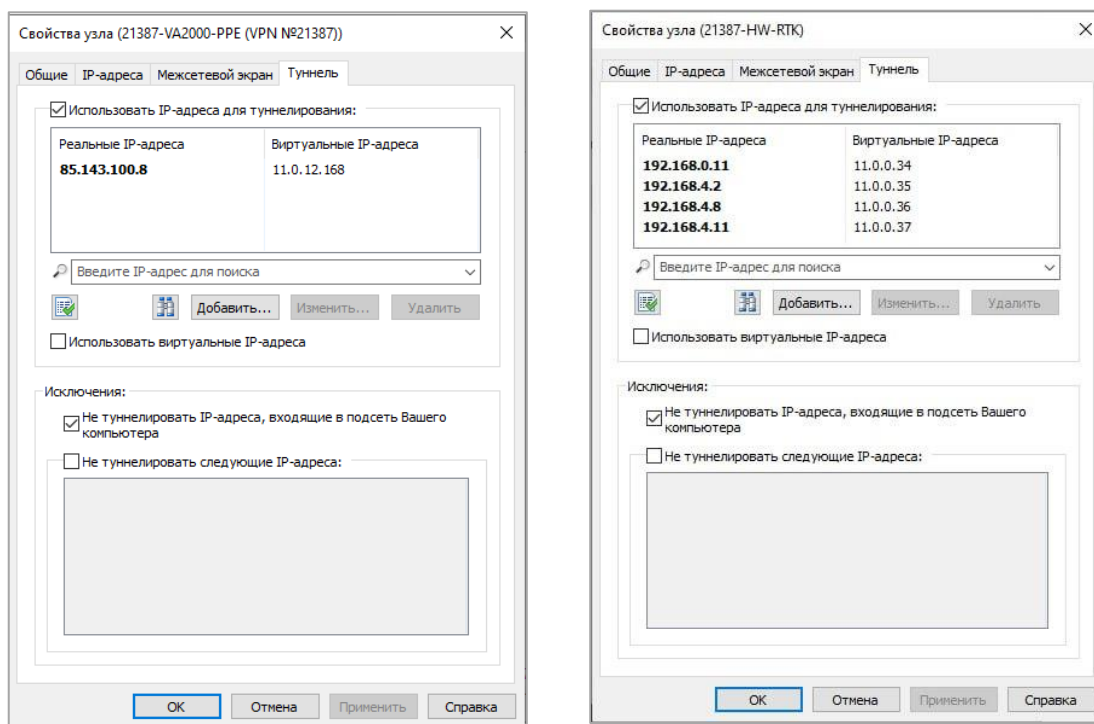 Свойства узла (21387-VA2000-PPE (VPN №21387))
Общие IP-адреса Межсетевой экран Туннель
Использовать IP-адреса для туннелирования:
Реальные IP-адреса Виртуальные IP-адреса
85.143.100.8 11.0.12.168
Введите IP-адрес для поиска
Добавить... Изменить... Удалить
Использовать виртуальные IP-адреса
Исключения:
Не туннелировать IP-адреса, входящие в подсеть Вашего
компьютера
Не туннелировать следующие IP-адреса:
OK Отмена Применить Справка
Свойства узла (21387-HW-RTK)
Общие IP-адреса Межсетевой экран Туннель
Использовать IP-адреса для туннелирования:
Реальные IP-адреса Виртуальные IP-адреса
192.168.0.11 11.0.0.34
192.168.4.2 11.0.0.35
192.168.4.8 11.0.0.36
192.168.4.11 11.0.0.37
Введите IP-адрес для поиска
Добавить... Изменить... Удалить
Использовать виртуальные IP-адреса
Исключения:
Не туннелировать IP-адреса, входящие в подсеть Вашего
компьютера
Не туннелировать следующие IP-адреса:
OK Отмена Применить Справка